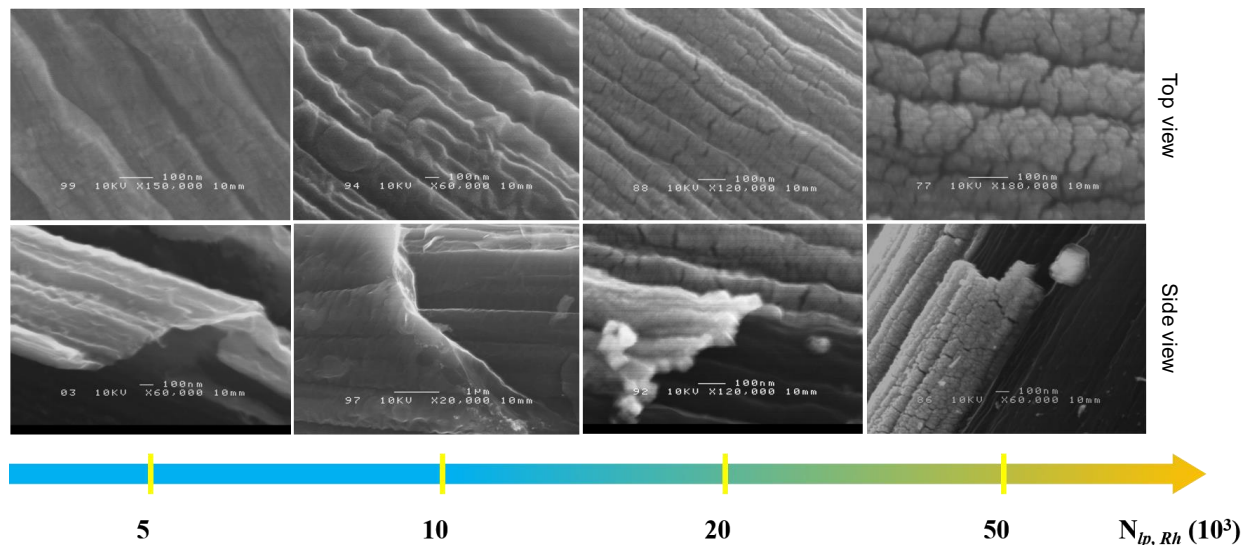 100nm
99 10KV X150,000 10mm
100nm
94 10KV X60,000 10mm
100nm
88 10KV X120,000 10mm
100nm
77 10KV X180,000 10mm
Top view
100nm
03 10KV X60,000 10mm
1μm
97 10KV X20,000 10mm
100nm
92 10KV X120,000 10mm
100nm
86 10KV X60,000 10mm
Side view
5 10 20 50 N_lp, Rh (10³)